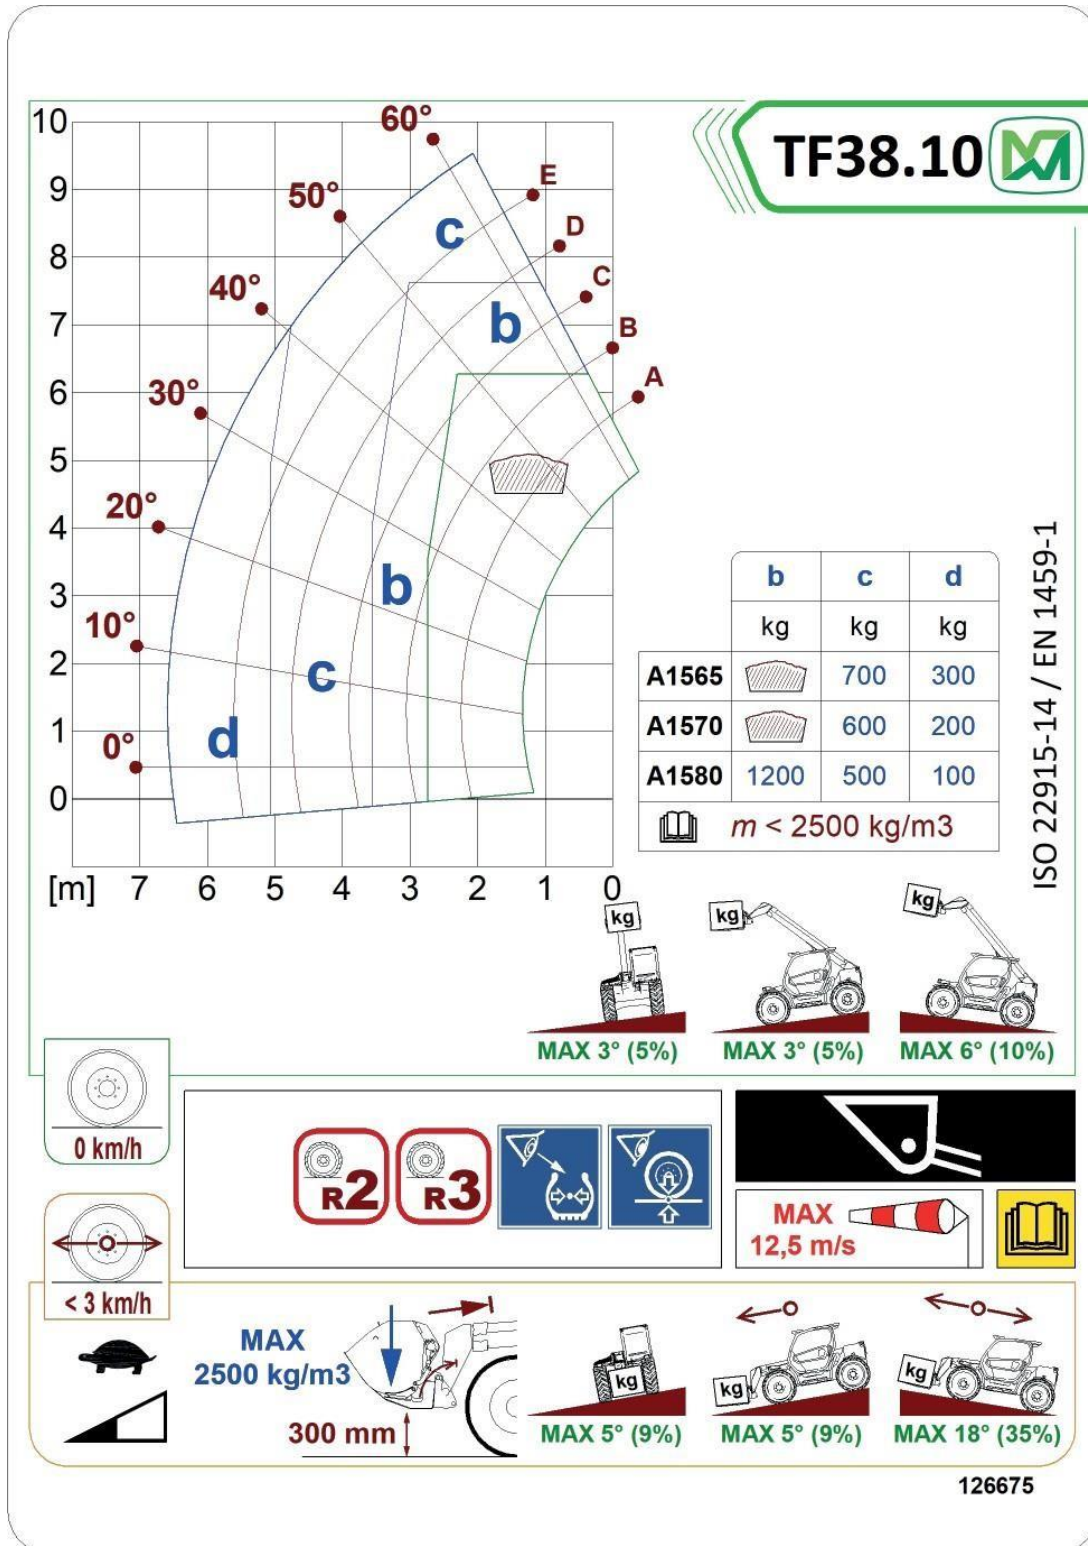 TF38.10
10
9
8
7
6
5
4
3
2
1
0
[m] 7 6 5 4 3 2 1 0
60°
50°
40°
30°
20°
10°
0°
E
D
C
B
A
c
b
b
c
d
b c d
kg kg kg
A1565 700 300
A1570 600 200
A1580 1200 500 100
m < 2500 kg/m3
ISO 22915-14 / EN 1459-1
kg kg kg
MAX 3° (5%) MAX 3° (5%) MAX 6° (10%)
0 km/h
R2 R3
MAX
12,5 m/s
< 3 km/h
MAX
2500 kg/m3
300 mm
kg kg kg
MAX 5° (9%) MAX 5° (9%) MAX 18° (35%)
126675